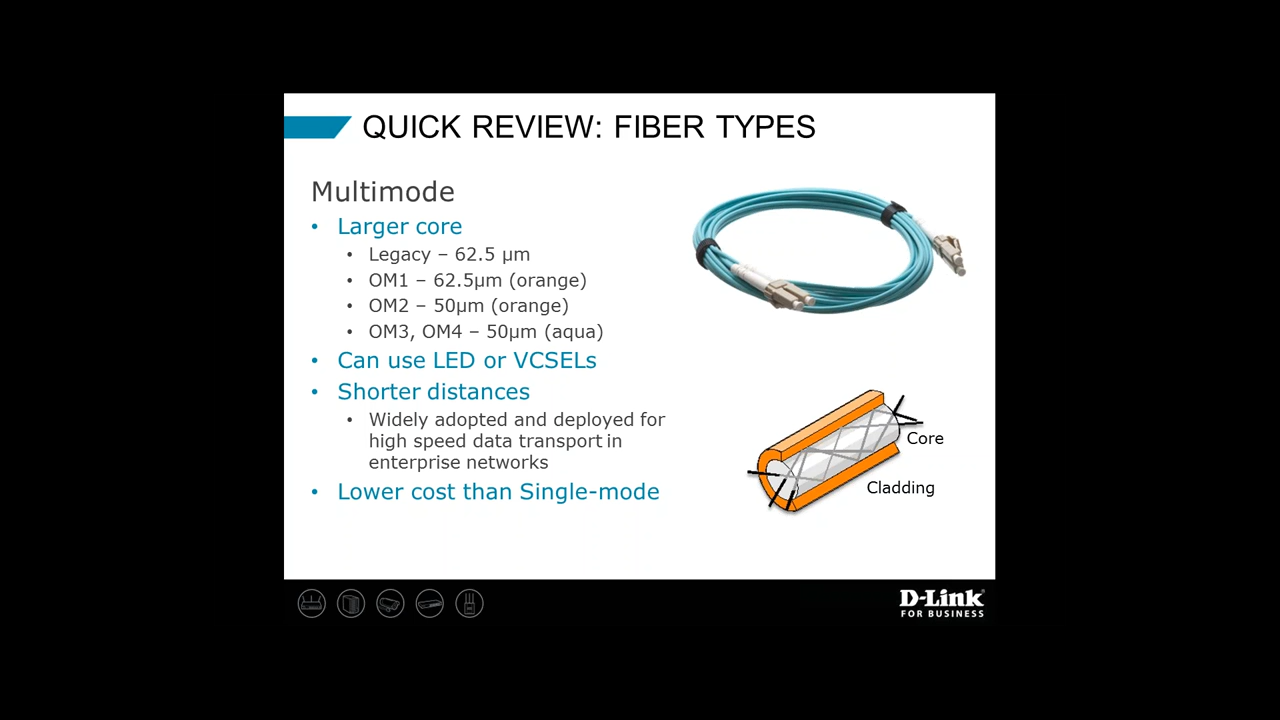 QUICK REVIEW: FIBER TYPES
Multimode
• Larger core
• Legacy – 62.5 µm
• OM1 – 62.5µm (orange)
• OM2 – 50µm (orange)
• OM3, OM4 – 50µm (aqua)
• Can use LED or VCSELs
• Shorter distances
• Widely adopted and deployed for
high speed data transport in
enterprise networks
• Lower cost than Single-mode
Core
Cladding
D-Link
FOR BUSINESS